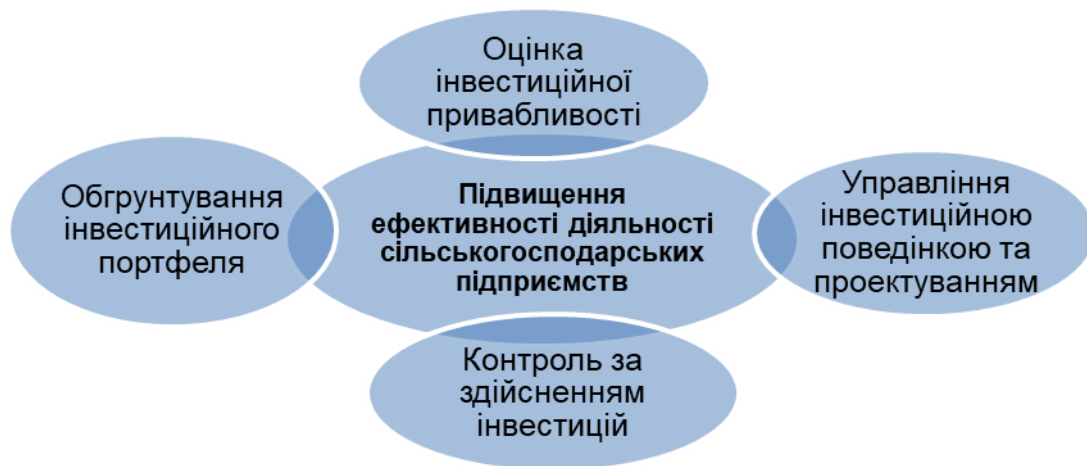 Оцінка
інвестиційної
привабливості
Обгрунтування
інвестиційного
портфеля
Підвищення
ефективності діяльності
сільськогосподарських
підприємств
Управління
інвестиційною
поведінкою та
проектуванням
Контроль за
здійсненням
інвестицій